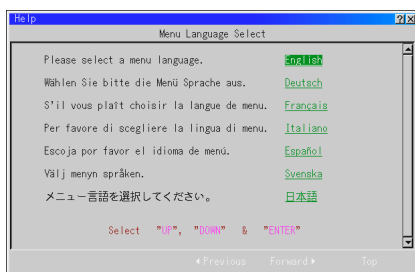 Help
Menu Language Select
Please select a menu language. English
Wählen Sie bitte die Menü Sprache aus. Deutsch
S'il vous plaît choisir la langue de menu. Français
Per favore di scegliere la lingua di menu. Italiano
Escoja por favor el idioma de menú. Español
Välj menyn språken. Svenska
メニュー言語を選択してください。 日本語
Select "UP", "DOWN" & "ENTER"
Previous Forward Top